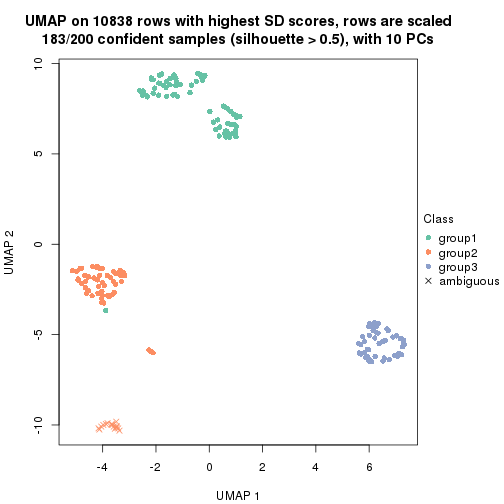 UMAP on 10838 rows with highest SD scores, rows are scaled
183/200 confident samples (silhouette > 0.5), with 10 PCs
10
5
0
-5
-10
UMAP 2
-4
-2
0
2
4
6
UMAP 1
Class
group1
group2
group3
ambiguous